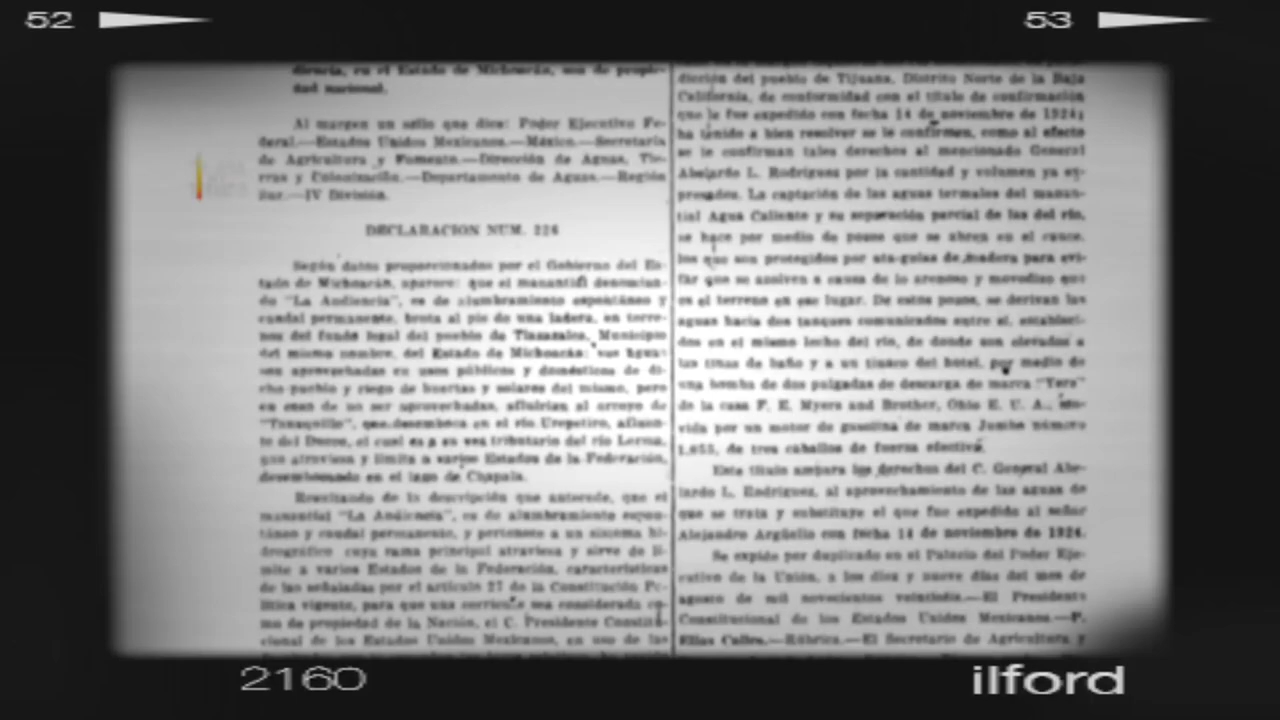 52
53
diencia, en el Estado de Michoacán, son de propie-
dad nacional.
Al margen un sello que dice: Poder Ejecutivo Fe-
deral.—Estados Unidos Mexicanos.—México.—Secretaría
de Agricultura y Fomento.—Dirección de Aguas, Tie-
rras y Colonización.—Departamento de Aguas.—Región
Sur.—IV División.
DECLARACION NUM. 226
Según datos proporcionados por el Gobierno del Es-
tado de Michoacán, aparece: que el manantial denomina-
do "La Audiencia", es de alumbramiento espontáneo y
caudal permanente, brota al pie de una ladera, en terre-
nos del fundo legal del pueblo de Tlazazalca, Municipio
del mismo nombre, del Estado de Michoacán; sus aguas
son aprovechadas en usos públicos y domésticos de di-
cho pueblo y riego de huertas y solares del mismo, pero
en caso de no ser aprovechadas, afluirían al arroyo de
que desemboca en el río Urepetiro, afluen-
te del Duero, el cual es a su vez tributario del río Lerma,
que atraviesa y limita a varios Estados de la Federación,
desembocando en el lago de Chapala.
Resultando de la descripción que antecede, que el
manantial "La Audiencia", es de alumbramiento espon-
táneo y caudal permanente, y pertenece a un sistema hi-
drográfico cuya rama principal atraviesa y sirve de lí-
mite a varios Estados de la Federación, características
de las señaladas por el artículo 27 de la Constitución Po-
lítica vigente, para que una corriente sea considerada co-
mo de propiedad de la Nación, el C. Presidente Constitu-
cional de los Estados Unidos Mexicanos, en uso de las
dicción del pueblo de Tijuana, Distrito Norte de la Baja
California, de conformidad con el título de confirmación
que le fue expedido con fecha 14 de noviembre de 1924;
ha tenido a bien resolver se le confirmen, como al efecto
se le confirman tales derechos al mencionado General
Abelardo L. Rodríguez por la cantidad y volumen ya ex-
presados. La captación de las aguas termales del manan-
tial Agua Caliente y su separación parcial de las del río,
se hace por medio de pozos que se abren en el cauce,
los que son protegidos por ata-guías de madera para evi-
tar que se azolven a causa de lo arenoso y movedizo que
es el terreno en ese lugar. De estos pozos, se derivan las
aguas hacia dos tanques comunicados entre sí, estableci-
dos en el mismo lecho del río, de donde son elevados a
las tinas de baño y a un tinaco del hotel, por medio de
una bomba de dos pulgadas de descarga de marca
de la casa F. E. Myers and Brother, Ohio E. U. A., mo-
vida por un motor de gasolina de marca Jumbo número
1,055, de tres caballos de fuerza efectiva.
Este título ampara los derechos del C. General Abe-
lardo L. Rodríguez, al aprovechamiento de las aguas de
que se trata y substituye el que fue expedido al señor
Alejandro Argüello con fecha 14 de noviembre de 1924.
Se expide por duplicado en el Palacio del Poder Eje-
cutivo de la Unión, a los diez y nueve días del mes de
agosto de mil novecientos veintiséis.—El Presidente
Constitucional de los Estados Unidos Mexicanos.—P.
Elías Calles.—Rúbrica.—El Secretario de Agricultura y
2160
ilford